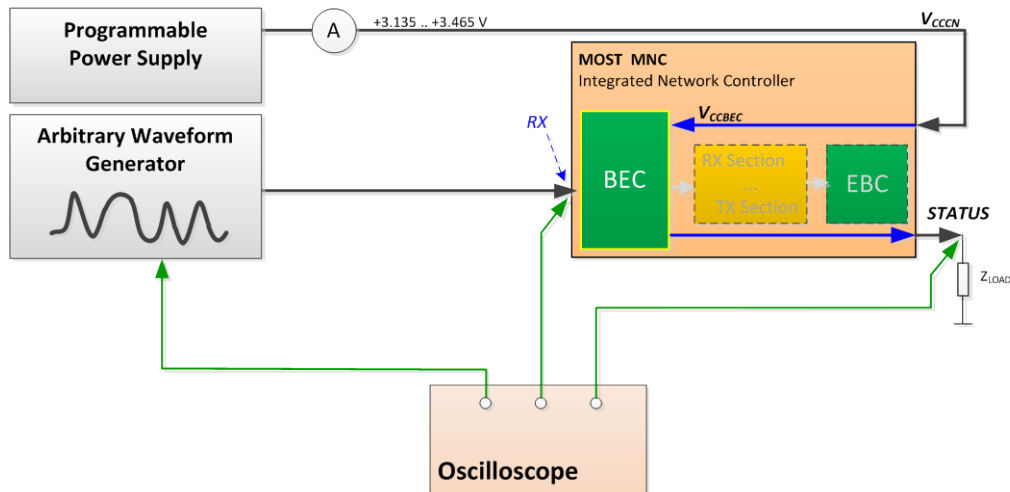 Programmable
Power Supply
A
+3.135 .. +3.465 V
VCCCN
MOST MNC
Integrated Network Controller
Arbitrary Waveform
Generator
RX
VCCBEC
BEC
RX Section
...
TX Section
EBC
STATUS
ZLOAD
Oscilloscope